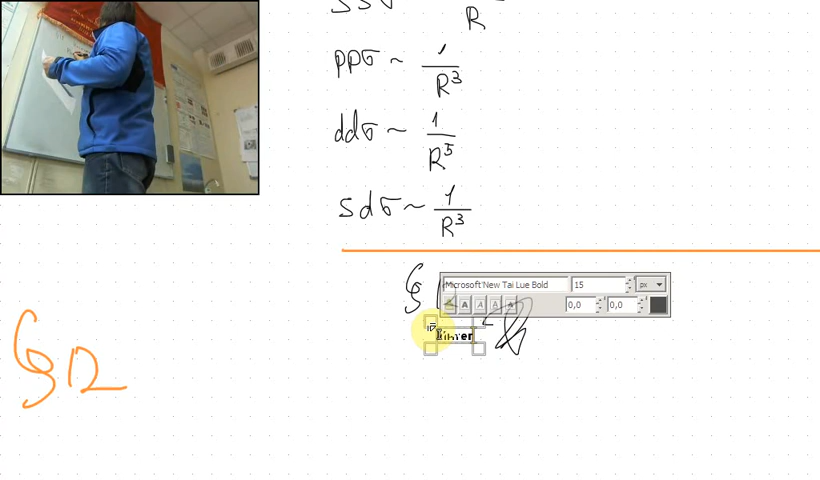 R
ppσ ~ 1/R³
ddσ ~ 1/R⁵
sdσ ~ 1/R³
§
Microsoft New Tai Lue Bold 15 px
0,0 0,0
§12